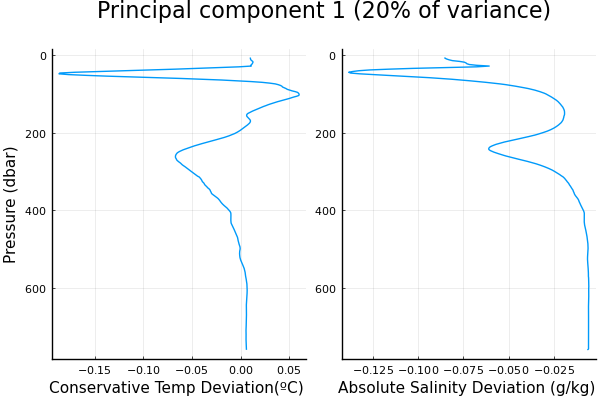 Principal component 1 (20% of variance)
Pressure (dbar)
0
200
400
600
−0.15 −0.10 −0.05 0.00 0.05
Conservative Temp Deviation(ºC)
0
200
400
600
−0.125 −0.100 −0.075 −0.050 −0.025
Absolute Salinity Deviation (g/kg)